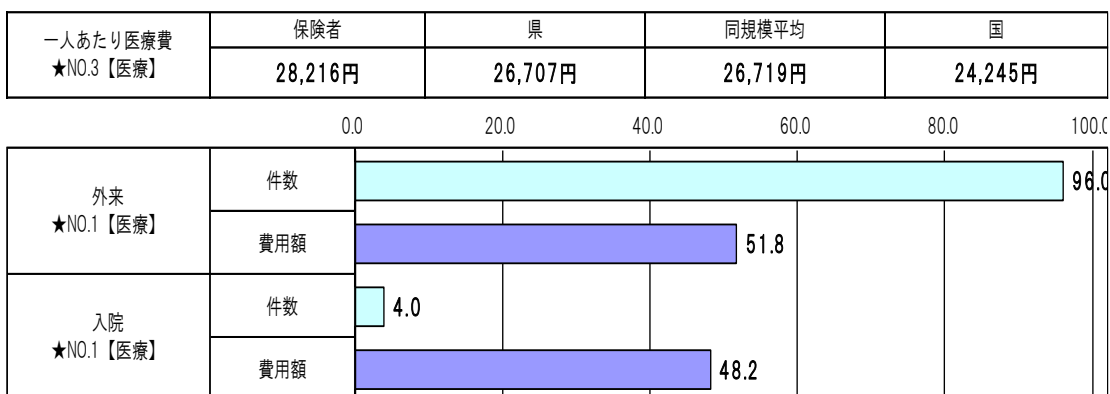 一人あたり医療費
★NO.3【医療】
保険者 県 同規模平均 国
28,216円 26,707円 26,719円 24,245円
0.0 20.0 40.0 60.0 80.0 100.0
外来
★NO.1【医療】
件数 96.0
費用額 51.8
入院
★NO.1【医療】
件数 4.0
費用額 48.2